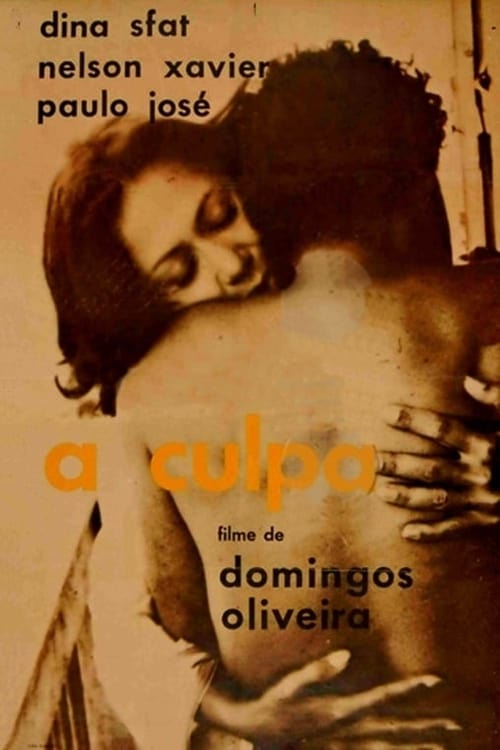 dina sfat
nelson xavier
paulo josé
a culpa
filme de
domingos
oliveira